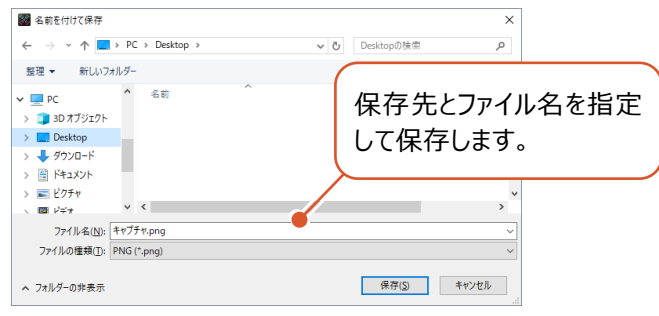 名前を付けて保存
PC > Desktop >
Desktopの検索
整理 新しいフォルダー
名前
PC
3D オブジェクト
Desktop
ダウンロード
ドキュメント
ピクチャ
ビデオ
保存先とファイル名を指定
して保存します。
ファイル名(N): キャプチャ.png
ファイルの種類(T): PNG (*.png)
フォルダーの非表示
保存(S) キャンセル